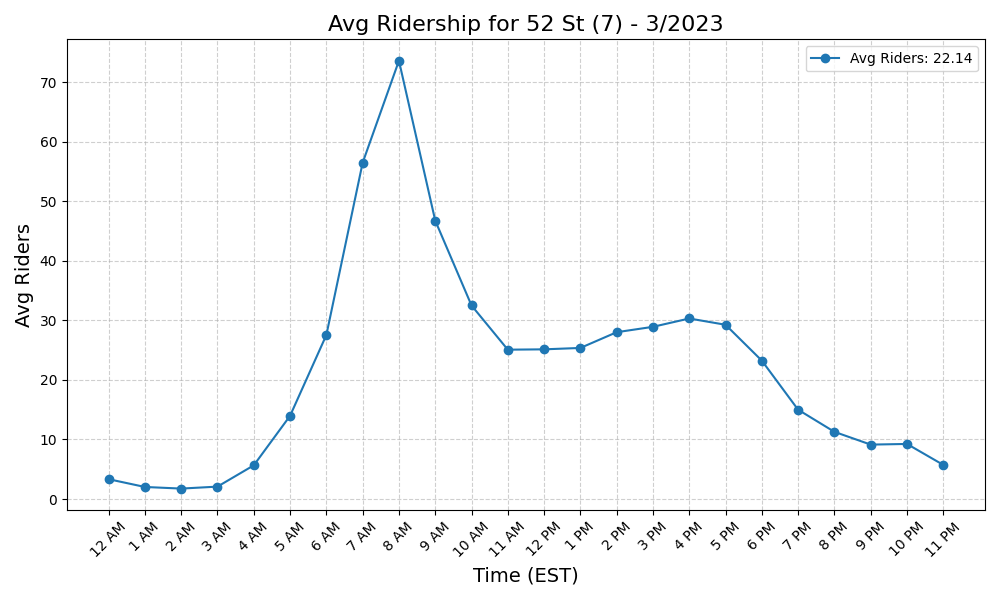 Avg Ridership for 52 St (7) - 3/2023
Avg Riders: 22.14
Avg Riders
70
60
50
40
30
20
10
0
12 AM
1 AM
2 AM
3 AM
4 AM
5 AM
6 AM
7 AM
8 AM
9 AM
10 AM
11 AM
12 PM
1 PM
2 PM
3 PM
4 PM
5 PM
6 PM
7 PM
8 PM
9 PM
10 PM
11 PM
Time (EST)